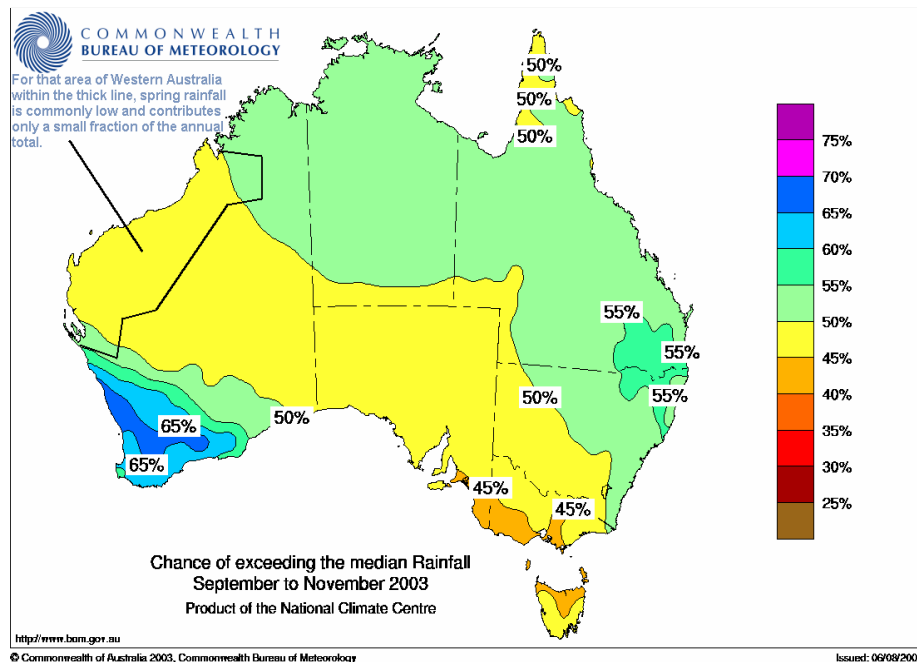 COMMONWEALTH
BUREAU OF METEOROLOGY
For that area of Western Australia
within the thick line, spring rainfall
is commonly low and contributes
only a small fraction of the annual
total.
50%
50%
50%
75%
70%
65%
60%
55%
50%
45%
40%
35%
30%
25%
55%
55%
55%
50%
50%
65%
65%
45%
45%
Chance of exceeding the median Rainfall
September to November 2003
Product of the National Climate Centre
http://www.bom.gov.au
© Commonwealth of Australia 2003, Commonwealth Bureau of Meteorology
Issued: 06/08/200